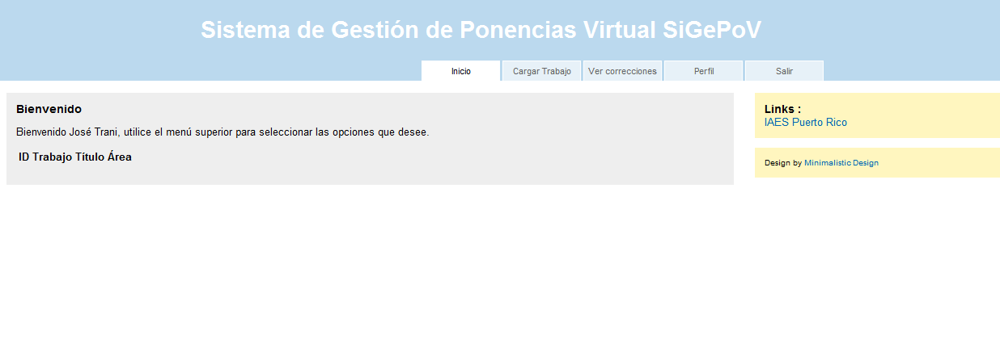 Sistema de Gestión de Ponencias Virtual SiGePoV
Inicio
Cargar Trabajo
Ver correcciones
Perfil
Salir
Bienvenido
Bienvenido José Trani, utilice el menú superior para seleccionar las opciones que desee.
ID Trabajo Título Área
Links :
IAES Puerto Rico
Design by Minimalistic Design